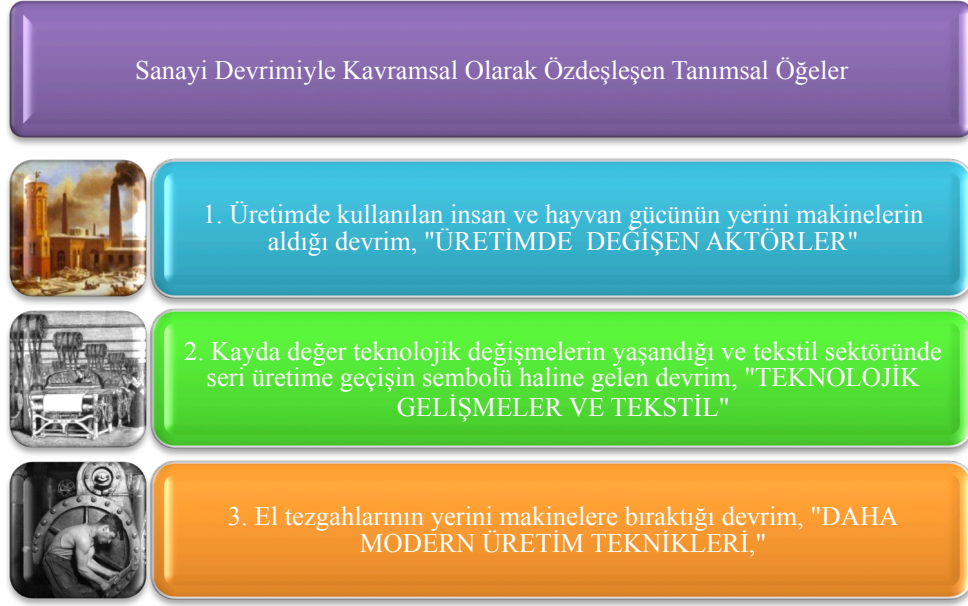 Sanayi Devrimiyle Kavramsal Olarak Özdeşleşen Tanımsal Öğeler
1. Üretimde kullanılan insan ve hayvan gücünün yerini makinelerin
aldığı devrim, "ÜRETİMDE DEĞİŞEN AKTÖRLER"
2. Kayda değer teknolojik değişmelerin yaşandığı ve tekstil sektöründe
seri üretime geçişin sembolü haline gelen devrim, "TEKNOLOJİK
GELİŞMELER VE TEKSTİL"
3. El tezgahlarının yerini makinelere bıraktığı devrim, "DAHA
MODERN ÜRETİM TEKNİKLERİ,"